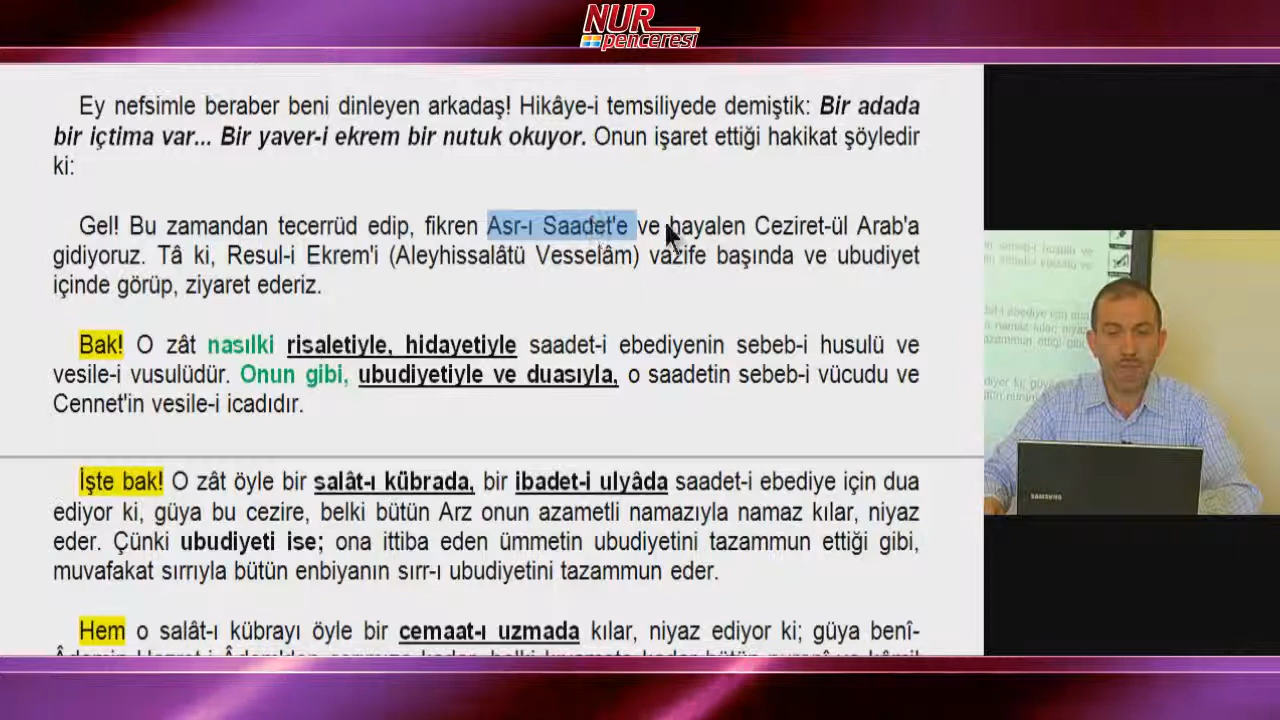 NUR
penceresi
Ey nefsimle beraber beni dinleyen arkadaş! Hikâye-i temsiliyede demiştik: Bir adada
bir içtima var... Bir yaver-i ekrem bir nutuk okuyor. Onun işaret ettiği hakikat şöyledir
ki:
Gel! Bu zamandan tecerrüd edip, fikren Asr-ı Saadet'e ve hayalen Ceziret-ül Arab'a
gidiyoruz. Tâ ki, Resul-i Ekrem'i (Aleyhissalâtü Vesselâm) vazife başında ve ubudiyet
içinde görüp, ziyaret ederiz.
Bak! O zât nasılki risaletiyle, hidayetiyle saadet-i ebediyenin sebeb-i husulü ve
vesile-i vusulüdür. Onun gibi, ubudiyetiyle ve duasıyla, o saadetin sebeb-i vücudu ve
Cennet'in vesile-i icadıdır.
İşte bak! O zât öyle bir salât-ı kübrada, bir ibadet-i ulyâda saadet-i ebediye için dua
ediyor ki, güya bu cezire, belki bütün Arz onun azametli namazıyla namaz kılar, niyaz
eder. Çünki ubudiyeti ise; ona ittiba eden ümmetin ubudiyetini tazammun ettiği gibi,
muvafakat sırrıyla bütün enbiyanın sırr-ı ubudiyetini tazammun eder.
Hem o salât-ı kübrayı öyle bir cemaat-ı uzmada kılar, niyaz ediyor ki; güya benî-
SAMSUNG